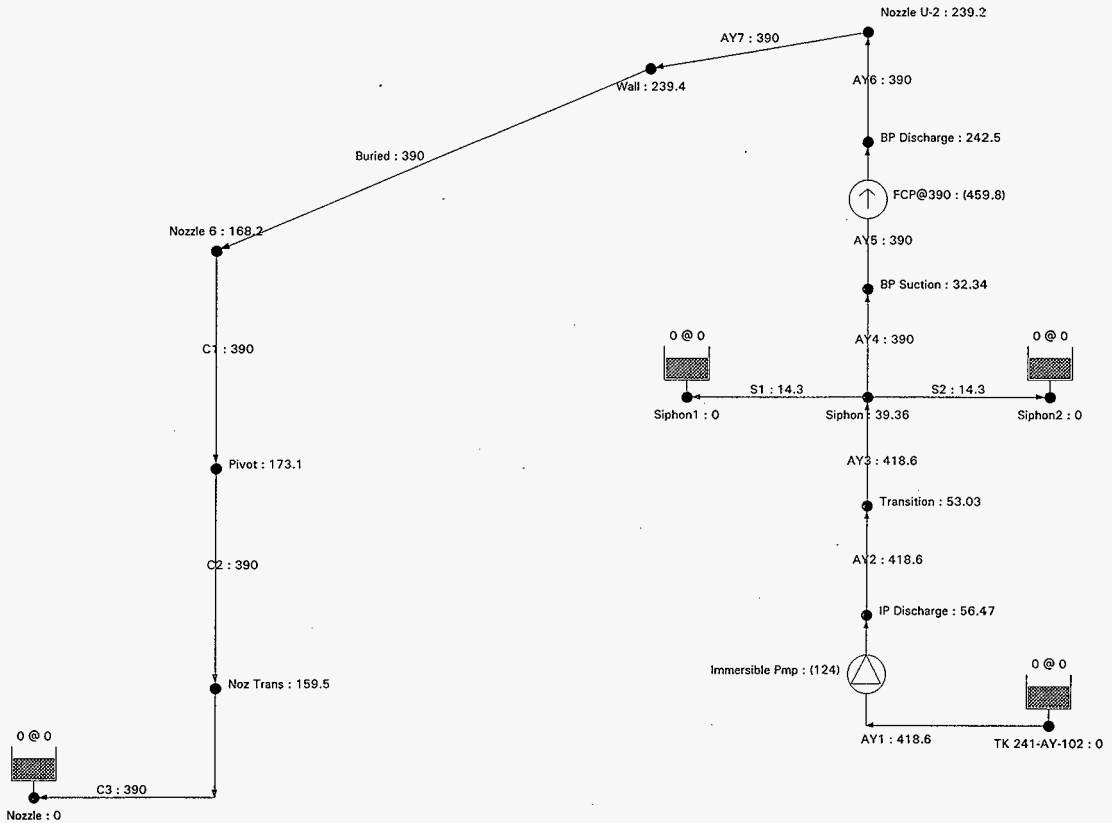 Nozzle U-2 : 239.2
AY7 : 390
Wall : 239.4
AY6 : 390
BP Discharge : 242.5
Buried : 390
FCP@390 : (459.8)
Nozzle 6 : 168.2
AY5 : 390
BP Suction : 32.34
0 @ 0
0 @ 0
C1 : 390
AY4 : 390
S1 : 14.3
S2 : 14.3
Siphon1 : 0
Siphon : 39.36
Siphon2 : 0
Pivot : 173.1
AY3 : 418.6
Transition : 53.03
C2 : 390
AY2 : 418.6
IP Discharge : 56.47
Immersible Pmp : (124)
0 @ 0
Noz Trans : 159.5
0 @ 0
AY1 : 418.6
TK 241-AY-102 : 0
C3 : 390
Nozzle : 0